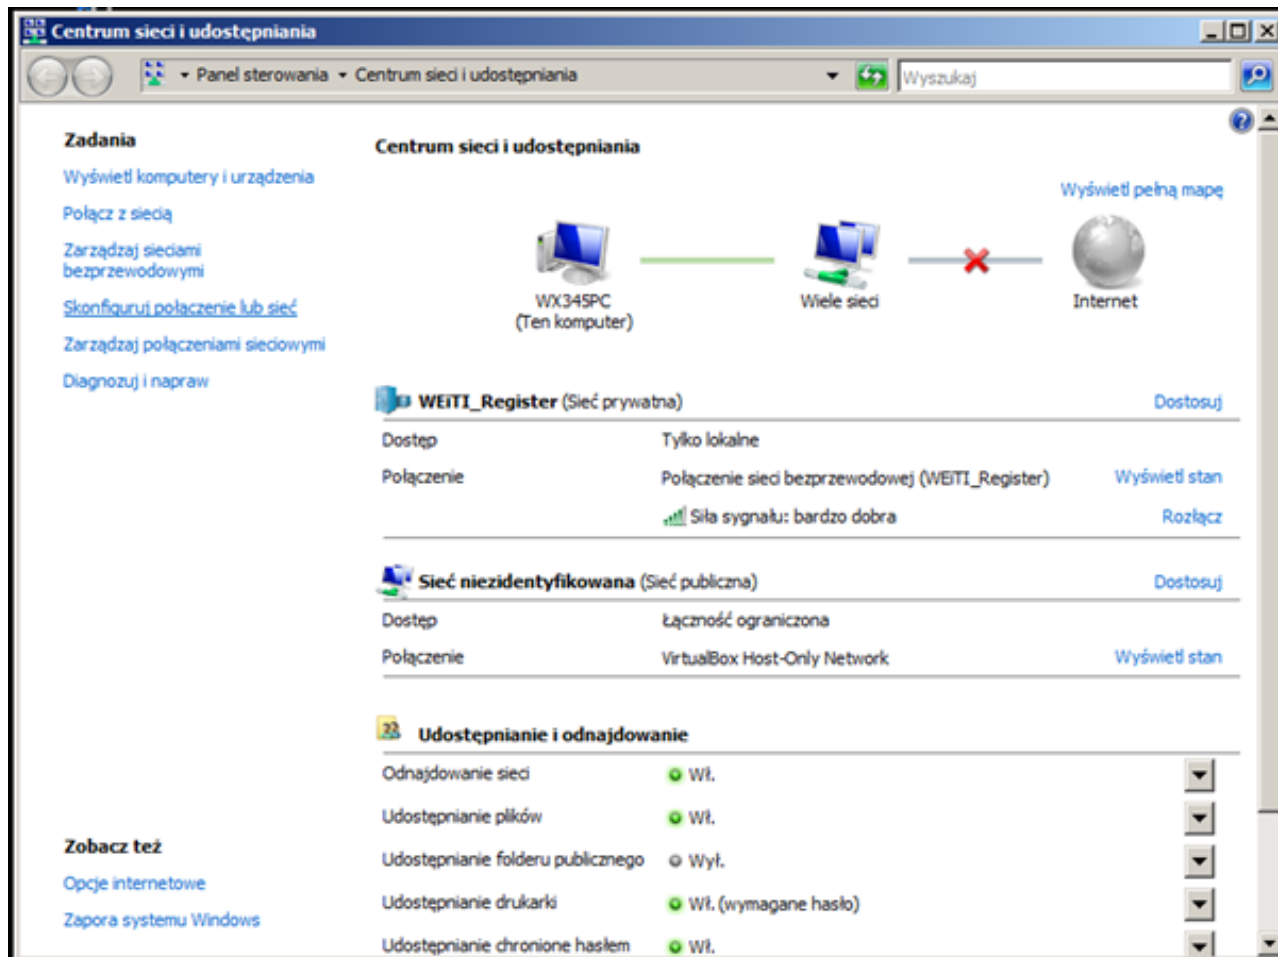 Centrum sieci i udostępniania
Panel sterowania
Centrum sieci i udostępniania
Wyszukaj
Zadania
Wyświetl komputery i urządzenia
Połącz z siecią
Zarządzaj sieciami
bezprzewodowymi
Skonfiguruj połączenie lub sieć
Zarządzaj połączeniami sieciowymi
Diagnozuj i napraw
Zobacz też
Opcje internetowe
Zapora systemu Windows
Centrum sieci i udostępniania
Wyświetl pełną mapę
WX345PC
(Ten komputer)
Wiele sieci
Internet
WEiTI_Register (Sieć prywatna)
Dostosuj
Dostęp
Tylko lokalne
Połączenie
Połączenie sieci bezprzewodowej (WEiTI_Register)
Wyświetl stan
Siła sygnału: bardzo dobra
Rozłącz
Sieć niezidentyfikowana (Sieć publiczna)
Dostosuj
Dostęp
Łączność ograniczona
Połączenie
VirtualBox Host-Only Network
Wyświetl stan
Udostępnianie i odnajdowanie
Odnajdowanie sieci
Wł.
Udostępnianie plików
Wł.
Udostępnianie folderu publicznego
Wył.
Udostępnianie drukarki
Wł. (wymagane hasło)
Udostępnianie chronione hasłem
Wł.